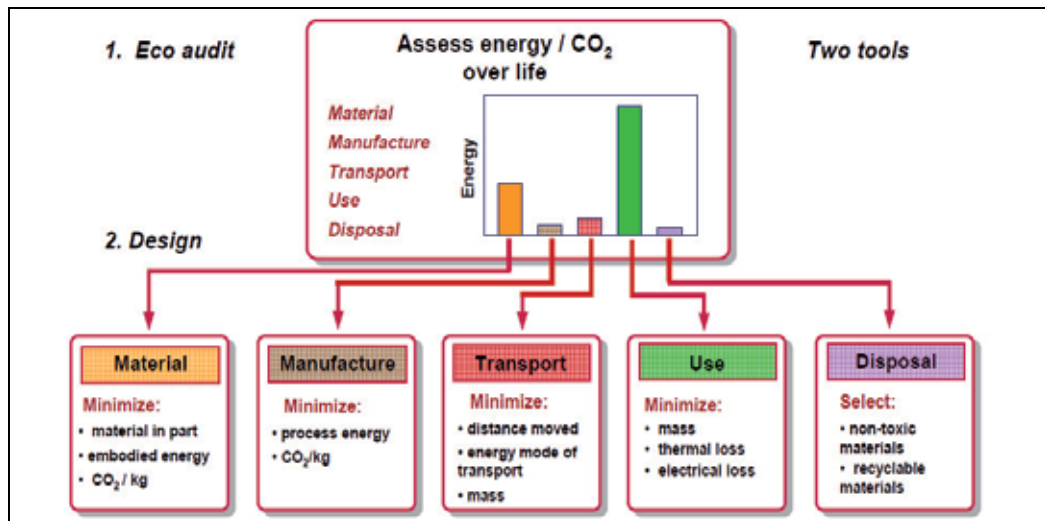 1. Eco audit
Assess energy / CO₂
over life
Two tools
Material
Manufacture
Transport
Use
Disposal
Energy
2. Design
Material
Minimize:
• material in part
• embodied energy
• CO₂ / kg
Manufacture
Minimize:
• process energy
• CO₂/kg
Transport
Minimize:
• distance moved
• energy mode of
transport
• mass
Use
Minimize:
• mass
• thermal loss
• electrical loss
Disposal
Select:
• non-toxic
materials
• recyclable
materials